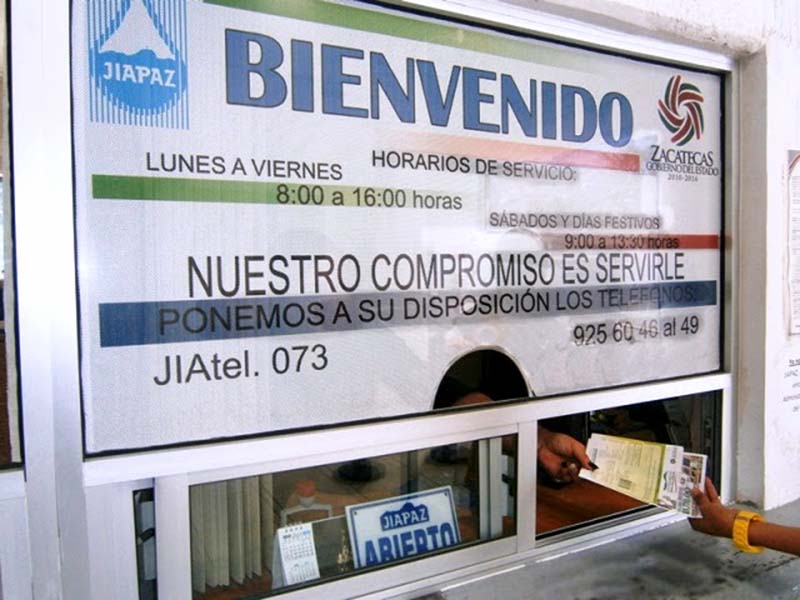 JIAPAZ
BIENVENIDO
ZACATECAS
GOBIERNO DEL ESTADO
2010-2016
HORARIOS DE SERVICIO:
LUNES A VIERNES
8:00 a 16:00 horas
SÁBADOS Y DÍAS FESTIVOS
9:00 a 13:30 horas
NUESTRO COMPROMISO ES SERVIRLE
PONEMOS A SU DISPOSICIÓN LOS TELEFONOS:
JIAtel. 073
925 60 46 al 49
JIAPAZ
ABIERTO